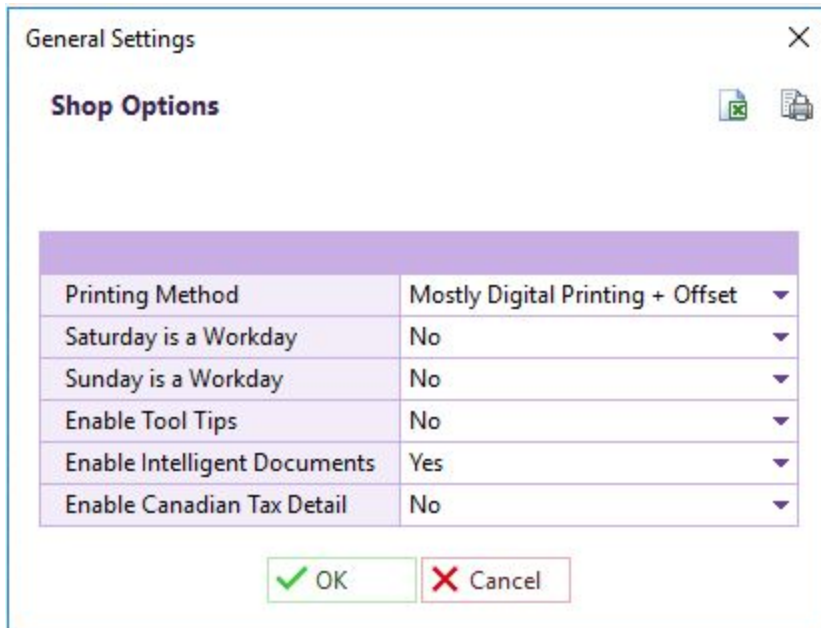 General Settings
Shop Options
Printing Method Mostly Digital Printing + Offset
Saturday is a Workday No
Sunday is a Workday No
Enable Tool Tips No
Enable Intelligent Documents Yes
Enable Canadian Tax Detail No
OK Cancel